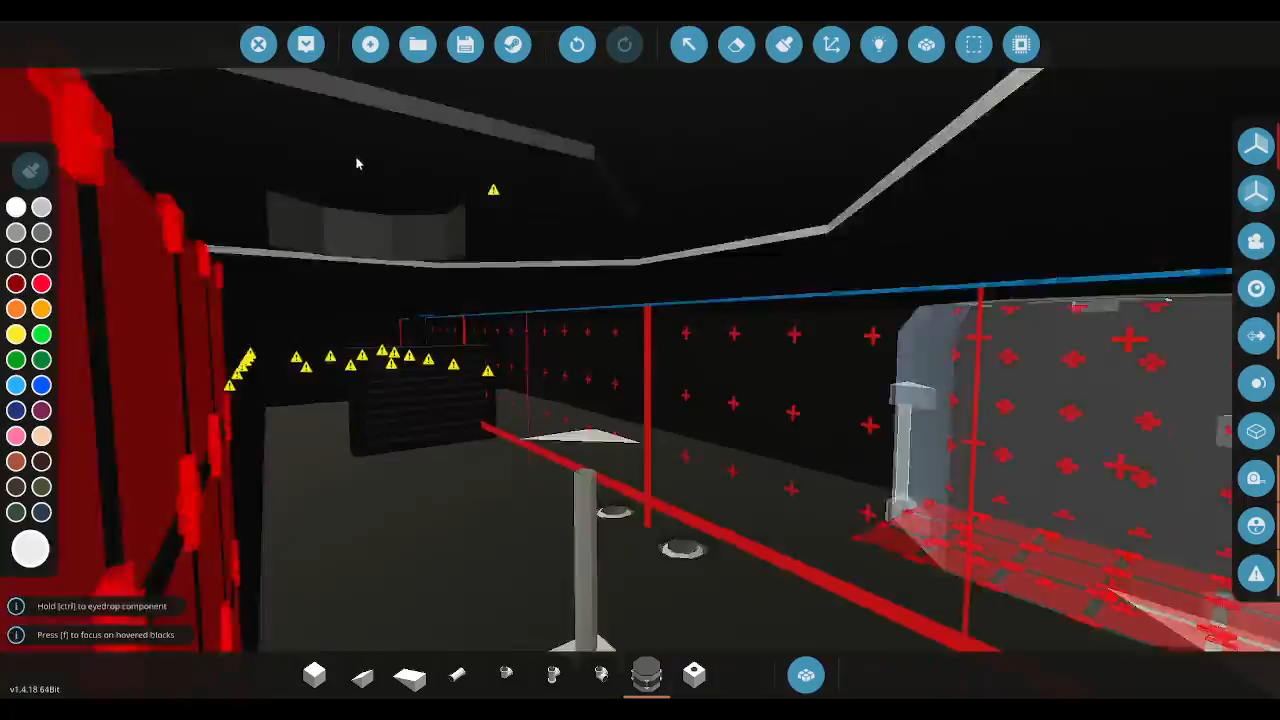 Hold [ctrl] to eyedrop component
Press [f] to focus on hovered blocks
v1.4.18 64Bit